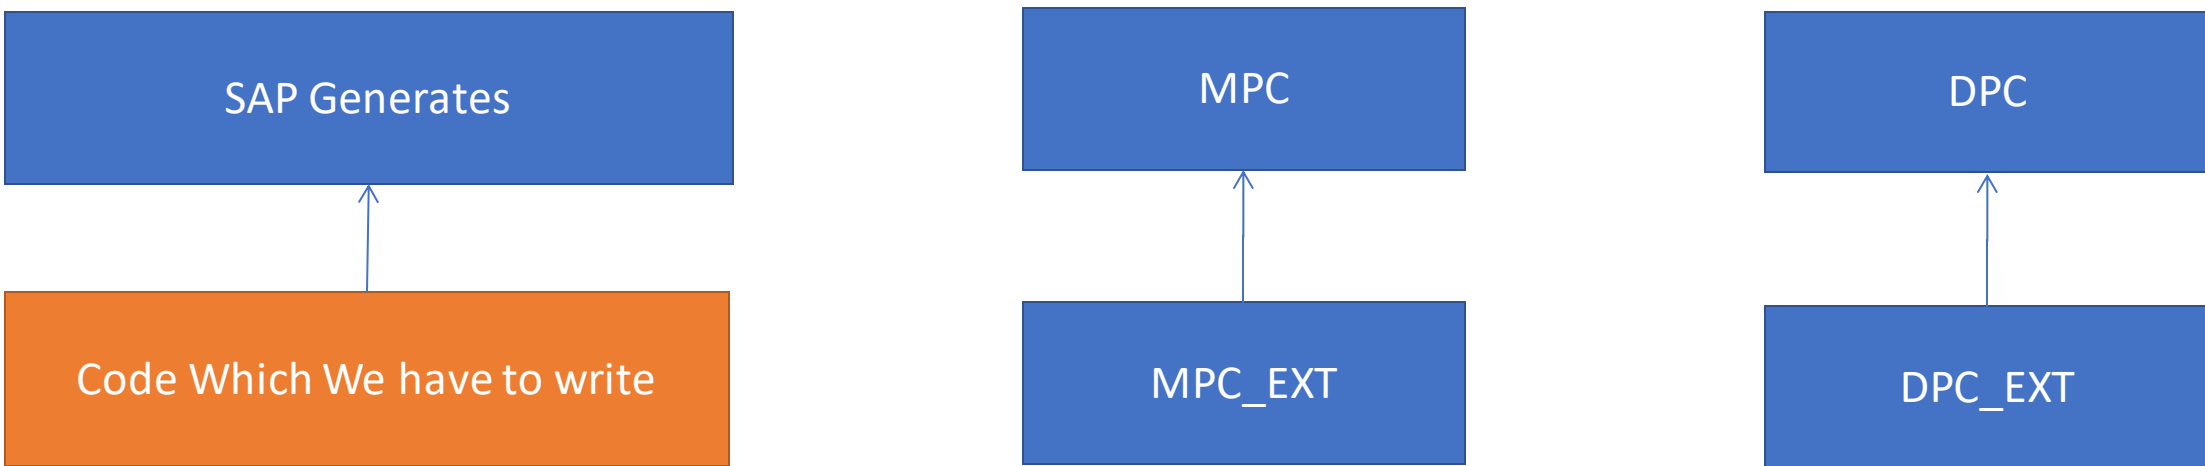 SAP Generates
MPC
DPC
Code Which We have to write
MPC_EXT
DPC_EXT